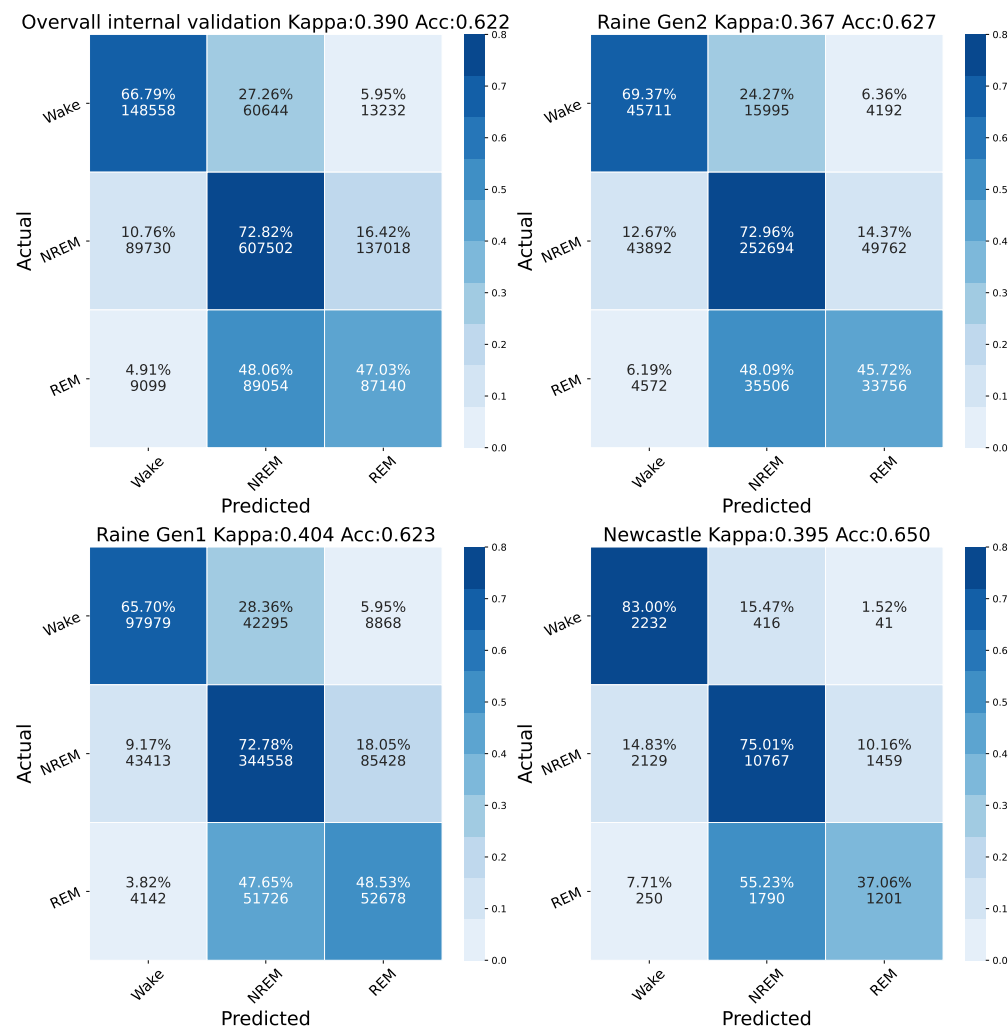 Overvall internal validation Kappa:0.390 Acc:0.622
Actual
Wake
66.79% 27.26% 5.95%
148558 60644 13232
NREM
10.76% 72.82% 16.42%
89730 607502 137018
REM
4.91% 48.06% 47.03%
9099 89054 87140
Wake NREM REM
Predicted
0.8
0.7
0.6
0.5
0.4
0.3
0.2
0.1
0.0
Raine Gen2 Kappa:0.367 Acc:0.627
Actual
Wake
69.37% 24.27% 6.36%
45711 15995 4192
NREM
12.67% 72.96% 14.37%
43892 252694 49762
REM
6.19% 48.09% 45.72%
4572 35506 33756
Wake NREM REM
Predicted
0.8
0.7
0.6
0.5
0.4
0.3
0.2
0.1
0.0
Raine Gen1 Kappa:0.404 Acc:0.623
Actual
Wake
65.70% 28.36% 5.95%
97979 42295 8868
NREM
9.17% 72.78% 18.05%
43413 344558 85428
REM
3.82% 47.65% 48.53%
4142 51726 52678
Wake NREM REM
Predicted
0.8
0.7
0.6
0.5
0.4
0.3
0.2
0.1
0.0
Newcastle Kappa:0.395 Acc:0.650
Actual
Wake
83.00% 15.47% 1.52%
2232 416 41
NREM
14.83% 75.01% 10.16%
2129 10767 1459
REM
7.71% 55.23% 37.06%
250 1790 1201
Wake NREM REM
Predicted
0.8
0.7
0.6
0.5
0.4
0.3
0.2
0.1
0.0